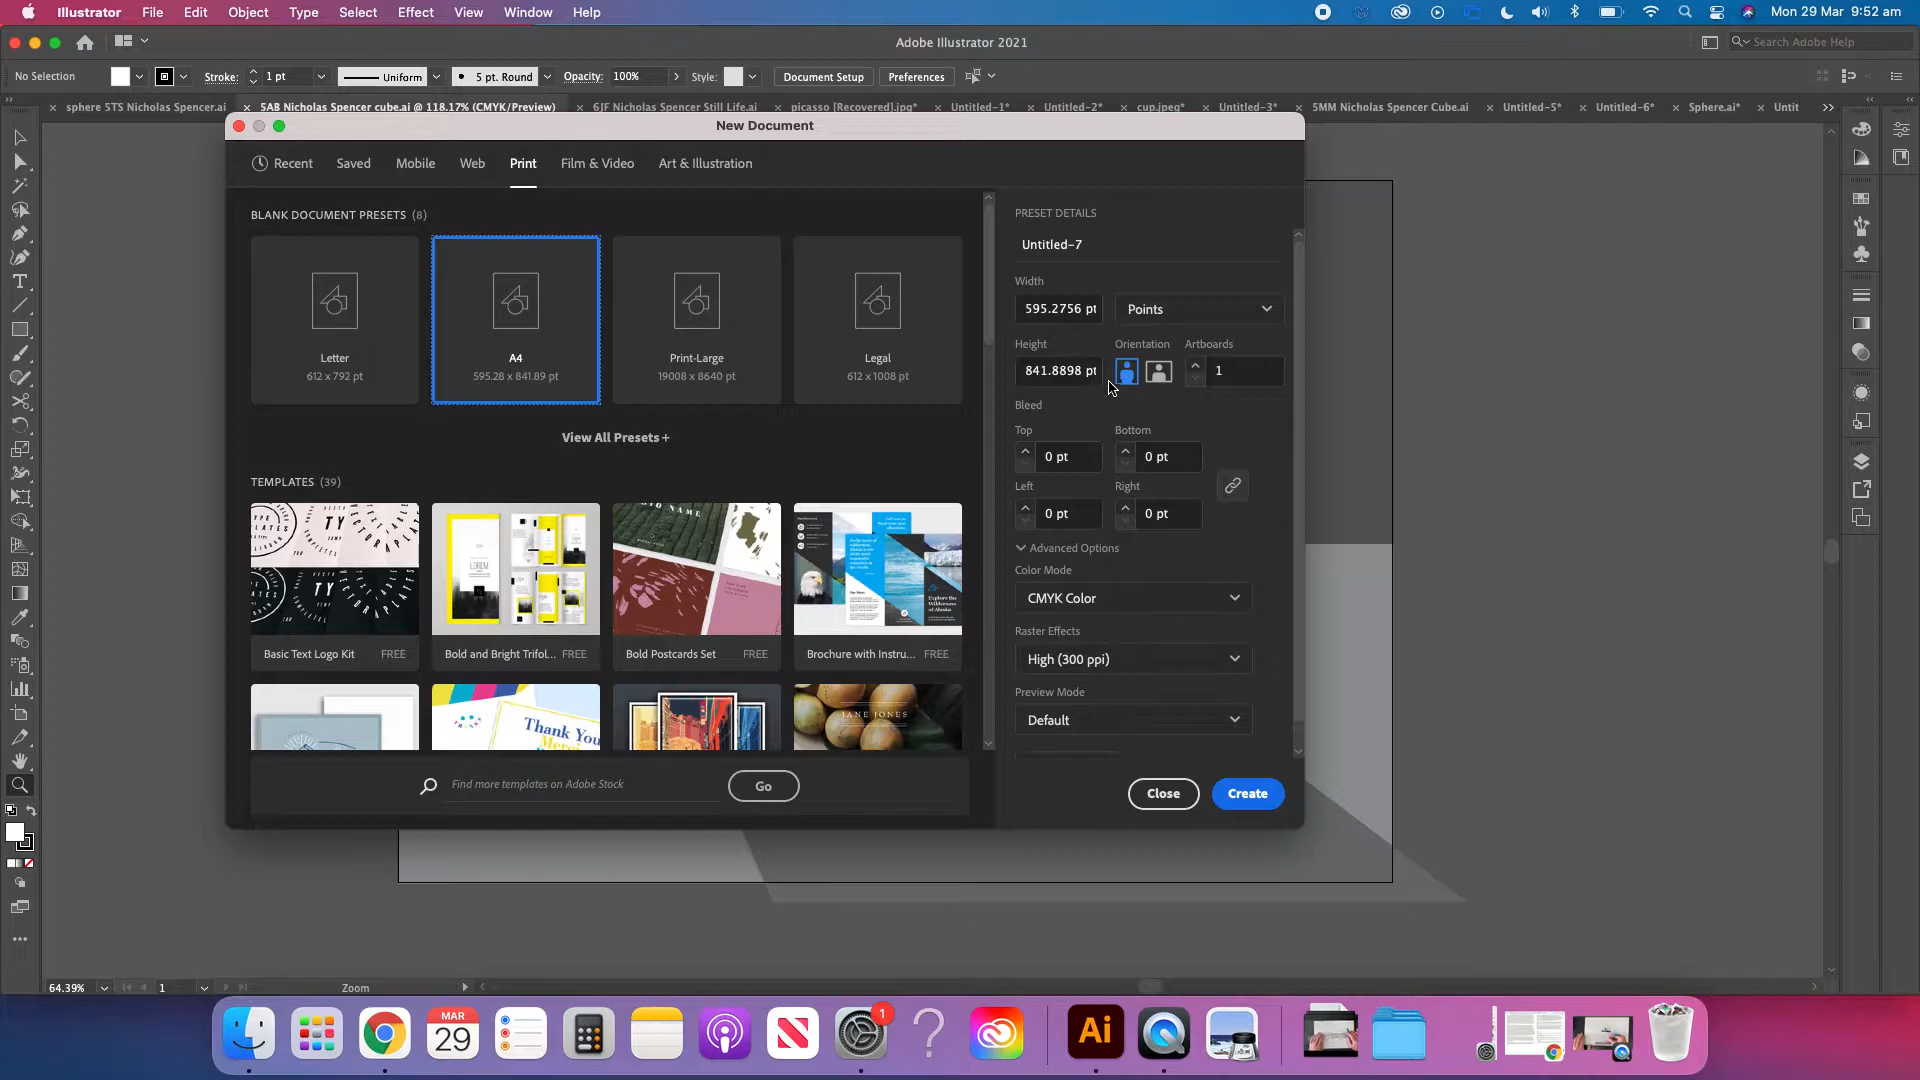 Illustrator File Edit Object Type Select Effect View Window Help Mon 29 Mar 9:52 am
Adobe Illustrator 2021 Search Adobe Help
No Selection Stroke: 1 pt Uniform 5 pt. Round Opacity: 100% Style: Document Setup Preferences
sphere 5TS Nicholas Spencer.ai 5AB Nicholas Spencer cube.ai @ 118.17% (CMYK/Preview) 6JF Nicholas Spencer Still Life.ai picasso [Recovered].jpg* Untitled-1* Untitled-2* cup.jpeg* Untitled-3* 5MM Nicholas Spencer Cube.ai Untitled-5* Untitled-6* Sphere.ai* Untit
New Document
Recent Saved Mobile Web Print Film & Video Art & Illustration
BLANK DOCUMENT PRESETS (8)
Letter
612 x 792 pt
A4
595.28 x 841.89 pt
Print-Large
19008 x 8640 pt
Legal
612 x 1008 pt
View All Presets +
TEMPLATES (39)
Basic Text Logo Kit FREE
LOREM
Bold and Bright Trifol... FREE
Bold Postcards Set FREE
Explore the
Wilderness
of Alaska
Brochure with Instru... FREE
Thank You
Merci
JANE JONES
Find more templates on Adobe Stock
Go
PRESET DETAILS
Untitled-7
Width
595.2756 pt Points
Height Orientation Artboards
841.8898 pt 1
Bleed
Top Bottom
0 pt 0 pt
Left Right
0 pt 0 pt
Advanced Options
Color Mode
CMYK Color
Raster Effects
High (300 ppi)
Preview Mode
Default
Close Create
64.39% 1 Zoom
MAR
29
1
Ai